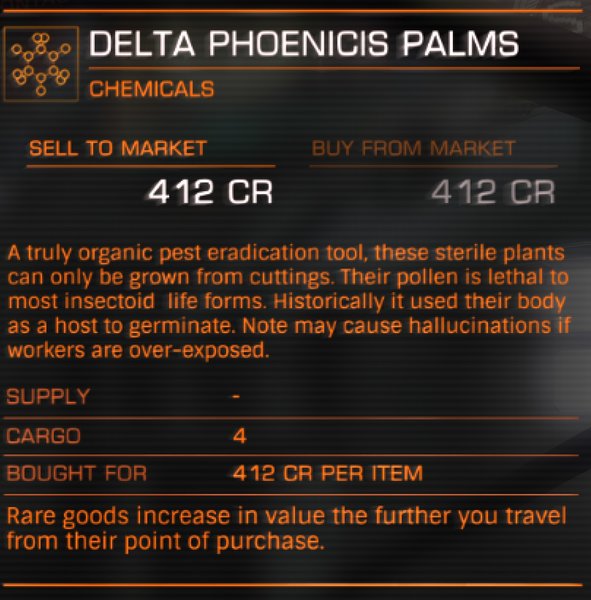 DELTA PHOENICIS PALMS
CHEMICALS
SELL TO MARKET
412 CR
BUY FROM MARKET
412 CR
A truly organic pest eradication tool, these sterile plants
can only be grown from cuttings. Their pollen is lethal to
most insectoid life forms. Historically it used their body
as a host to germinate. Note may cause hallucinations if
workers are over-exposed.
SUPPLY -
CARGO 4
BOUGHT FOR 412 CR PER ITEM
Rare goods increase in value the further you travel
from their point of purchase.